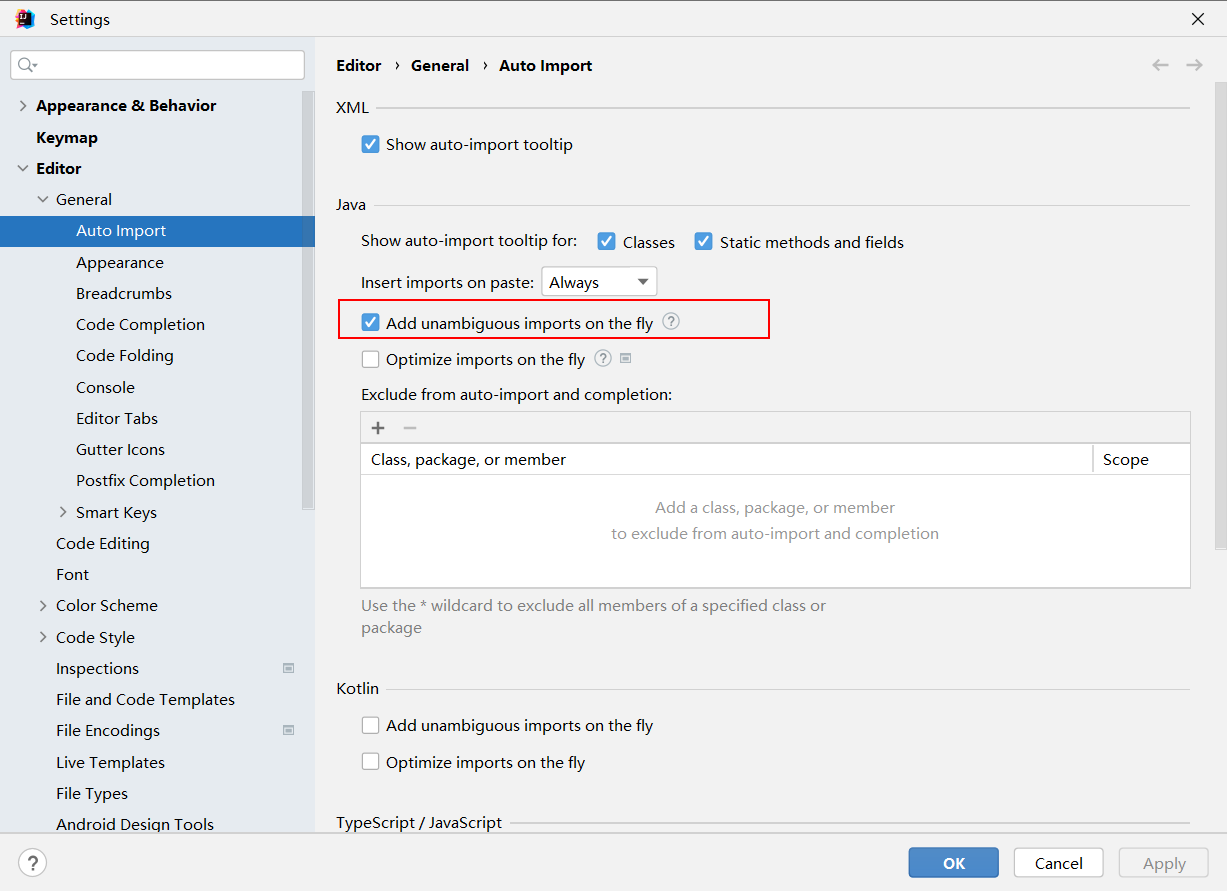 Settings
Appearance & Behavior
Keymap
Editor
General
Auto Import
Appearance
Breadcrumbs
Code Completion
Code Folding
Console
Editor Tabs
Gutter Icons
Postfix Completion
Smart Keys
Code Editing
Font
Color Scheme
Code Style
Inspections
File and Code Templates
File Encodings
Live Templates
File Types
Android Design Tools
Editor › General › Auto Import
XML
Show auto-import tooltip
Java
Show auto-import tooltip for: Classes Static methods and fields
Insert imports on paste: Always
Add unambiguous imports on the fly ?
Optimize imports on the fly ?
Exclude from auto-import and completion:
Class, package, or member Scope
Add a class, package, or member
to exclude from auto-import and completion
Use the * wildcard to exclude all members of a specified class or
package
Kotlin
Add unambiguous imports on the fly
Optimize imports on the fly
TypeScript / JavaScript
? OK Cancel Apply